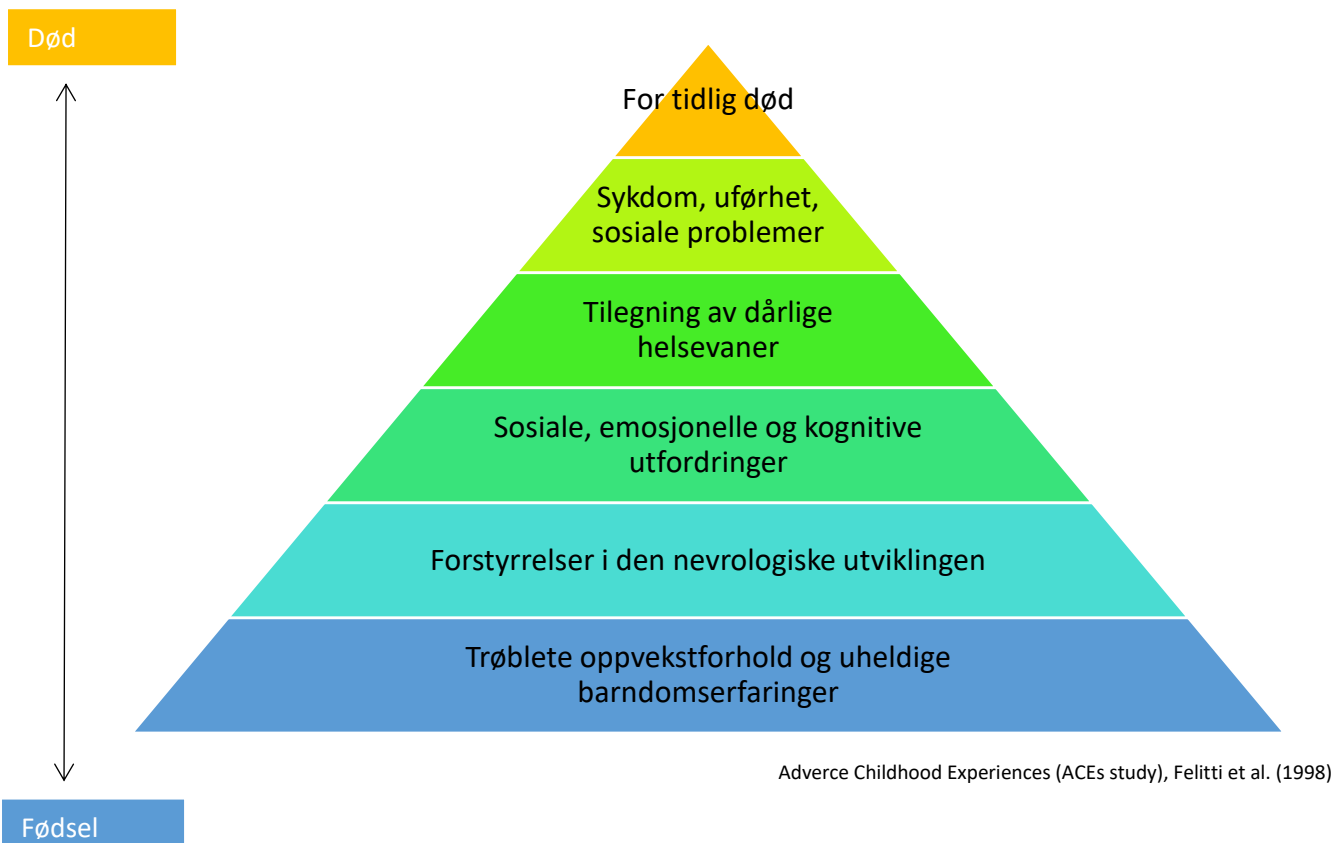 Død
For tidlig død
Sykdom, uførhet,
sosiale problemer
Tilegning av dårlige
helsevaner
Sosiale, emosjonelle og kognitive
utfordringer
Forstyrrelser i den nevrologiske utviklingen
Trøblete oppvekstforhold og uheldige
barndomserfaringer
Adverce Childhood Experiences (ACEs study), Felitti et al. (1998)
Fødsel